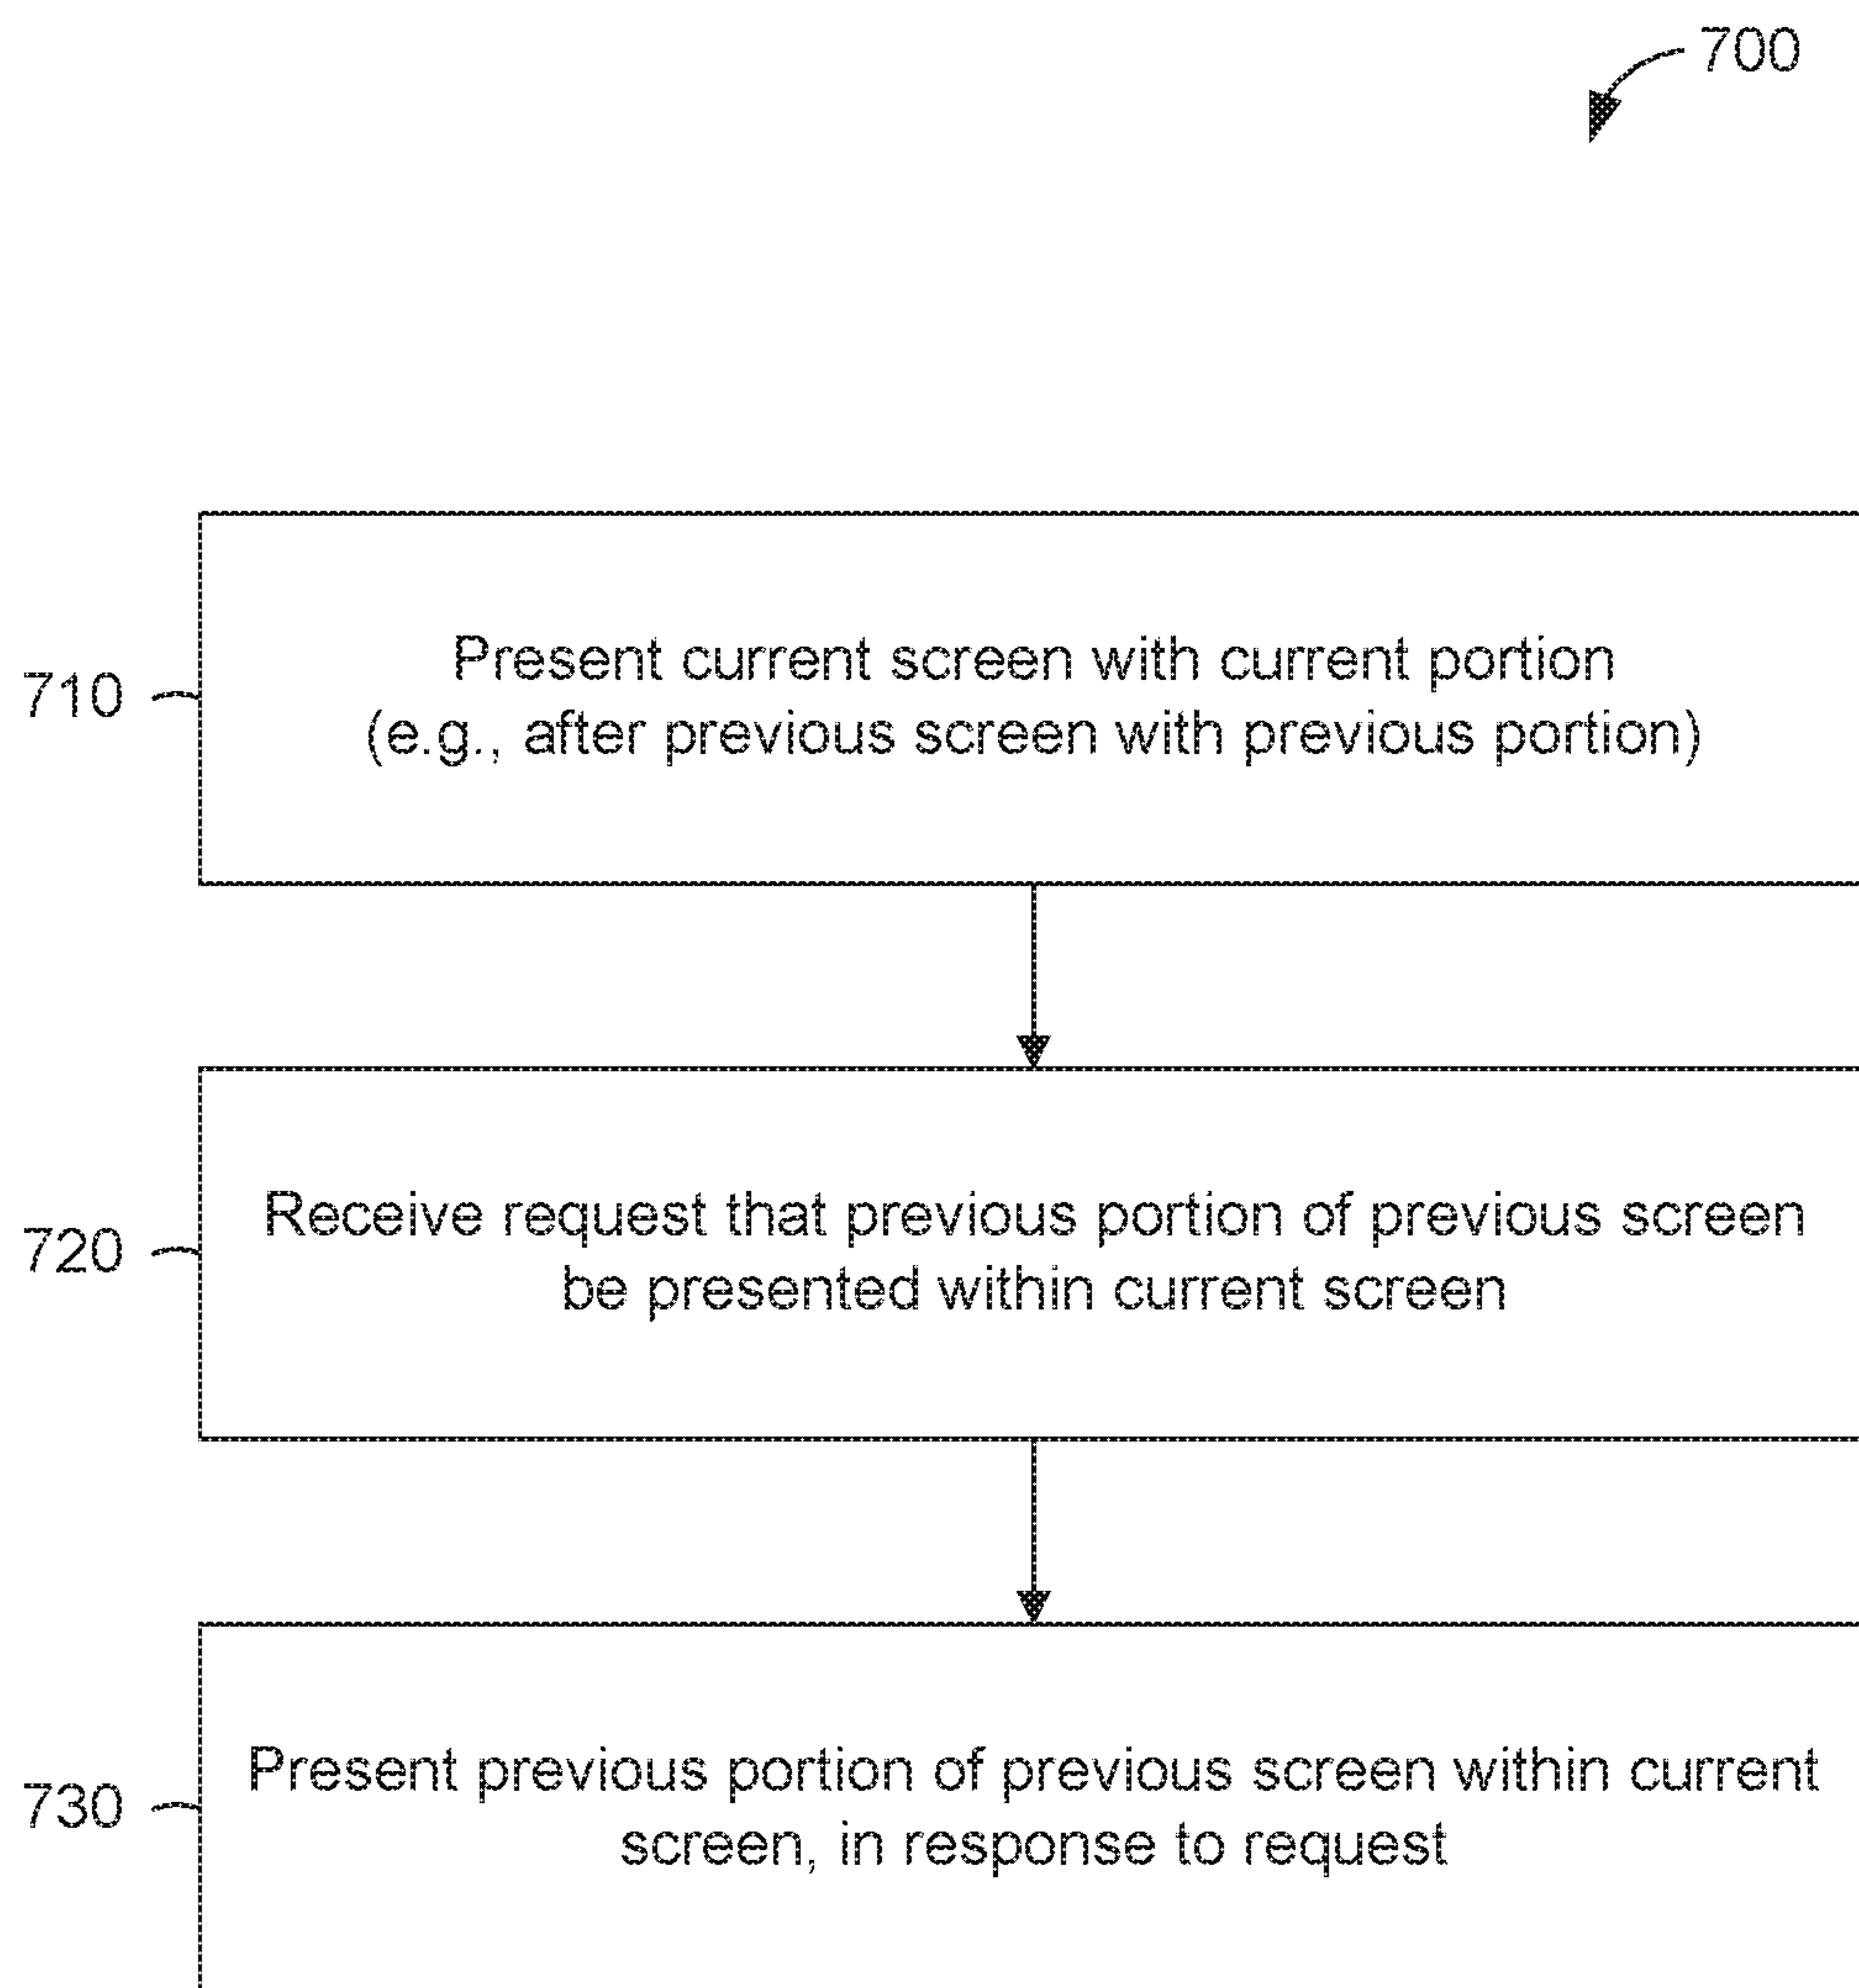 700
710
Present current screen with current portion
(e.g., after previous screen with previous portion)
720
Receive request that previous portion of previous screen
be presented within current screen
730
Present previous portion of previous screen within current
screen, in response to request